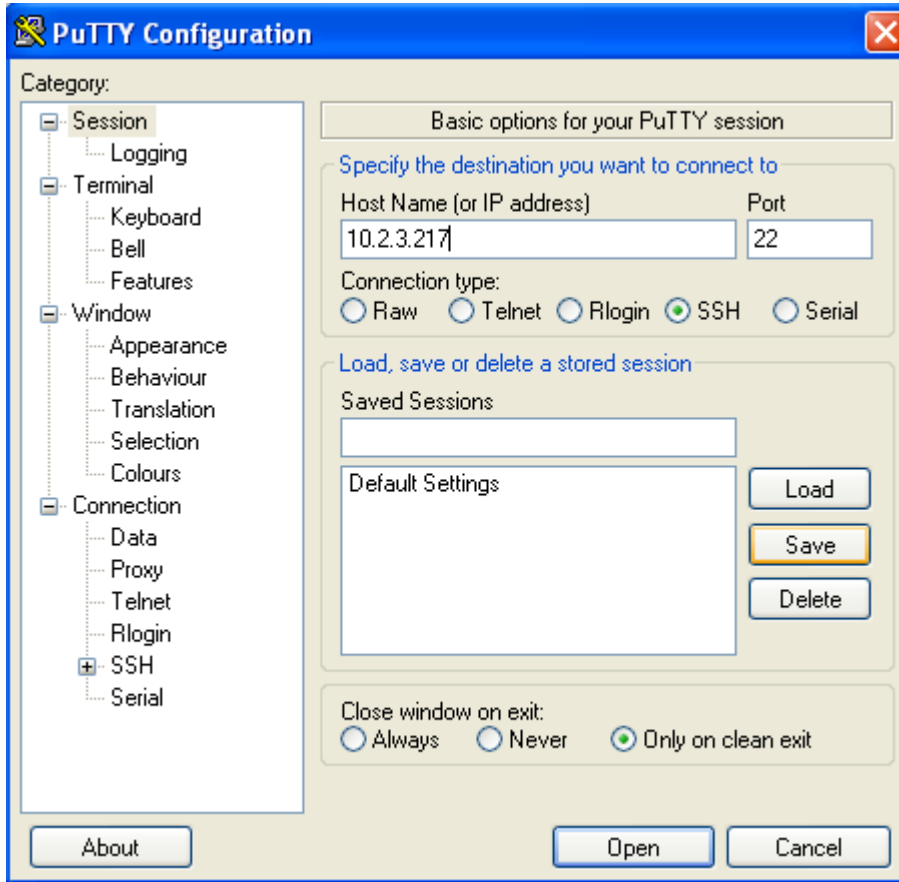 PuTTY Configuration
Category:
Session
Logging
Terminal
Keyboard
Bell
Features
Window
Appearance
Behaviour
Translation
Selection
Colours
Connection
Data
Proxy
Telnet
Rlogin
SSH
Serial
Basic options for your PuTTY session
Specify the destination you want to connect to
Host Name (or IP address) Port
10.2.3.217 22
Connection type:
Raw Telnet Rlogin SSH Serial
Load, save or delete a stored session
Saved Sessions
Default Settings
Load
Save
Delete
Close window on exit:
Always Never Only on clean exit
About Open Cancel